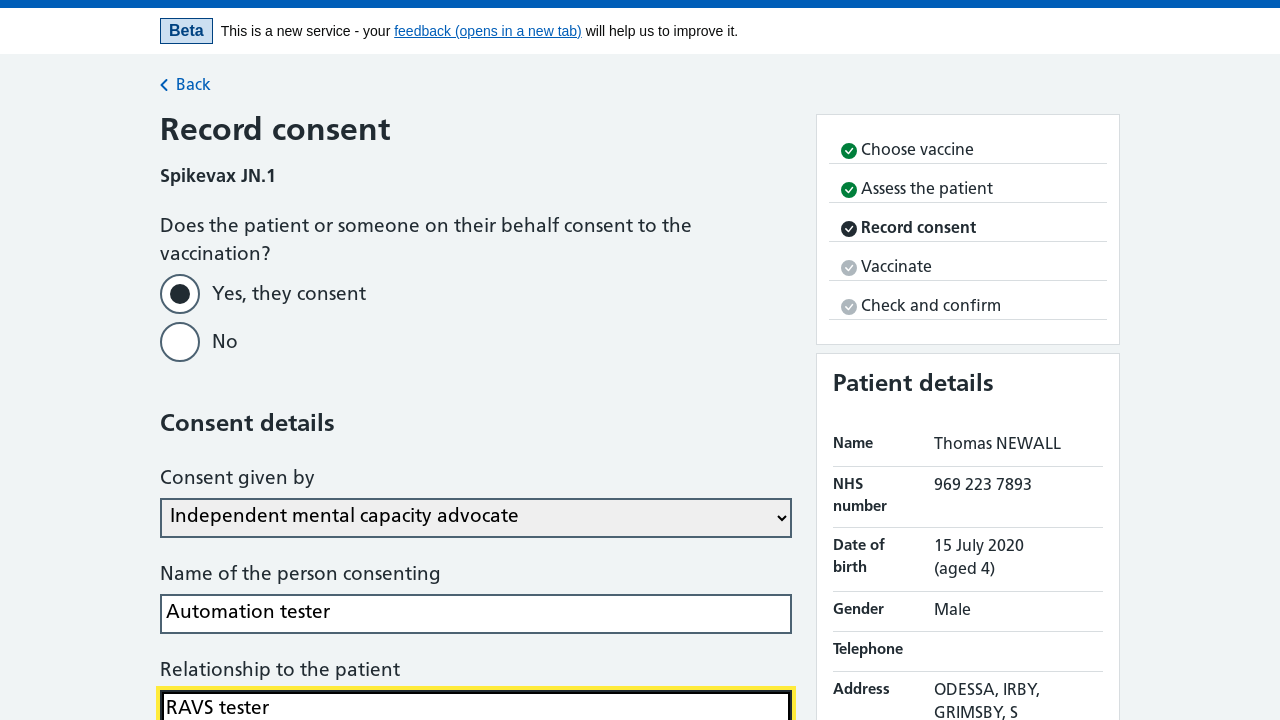 Beta This is a new service - your feedback (opens in a new tab) will help us to improve it.
Back
Record consent
Spikevax JN.1
Does the patient or someone on their behalf consent to the
vaccination?
Yes, they consent
No
Consent details
Consent given by
Independent mental capacity advocate
Name of the person consenting
Automation tester
Relationship to the patient
RAVS tester
Choose vaccine
Assess the patient
Record consent
Vaccinate
Check and confirm
Patient details
Name Thomas NEWALL
NHS number 969 223 7893
Date of birth 15 July 2020 (aged 4)
Gender Male
Telephone
Address ODESSA, IRBY,
GRIMSBY, S